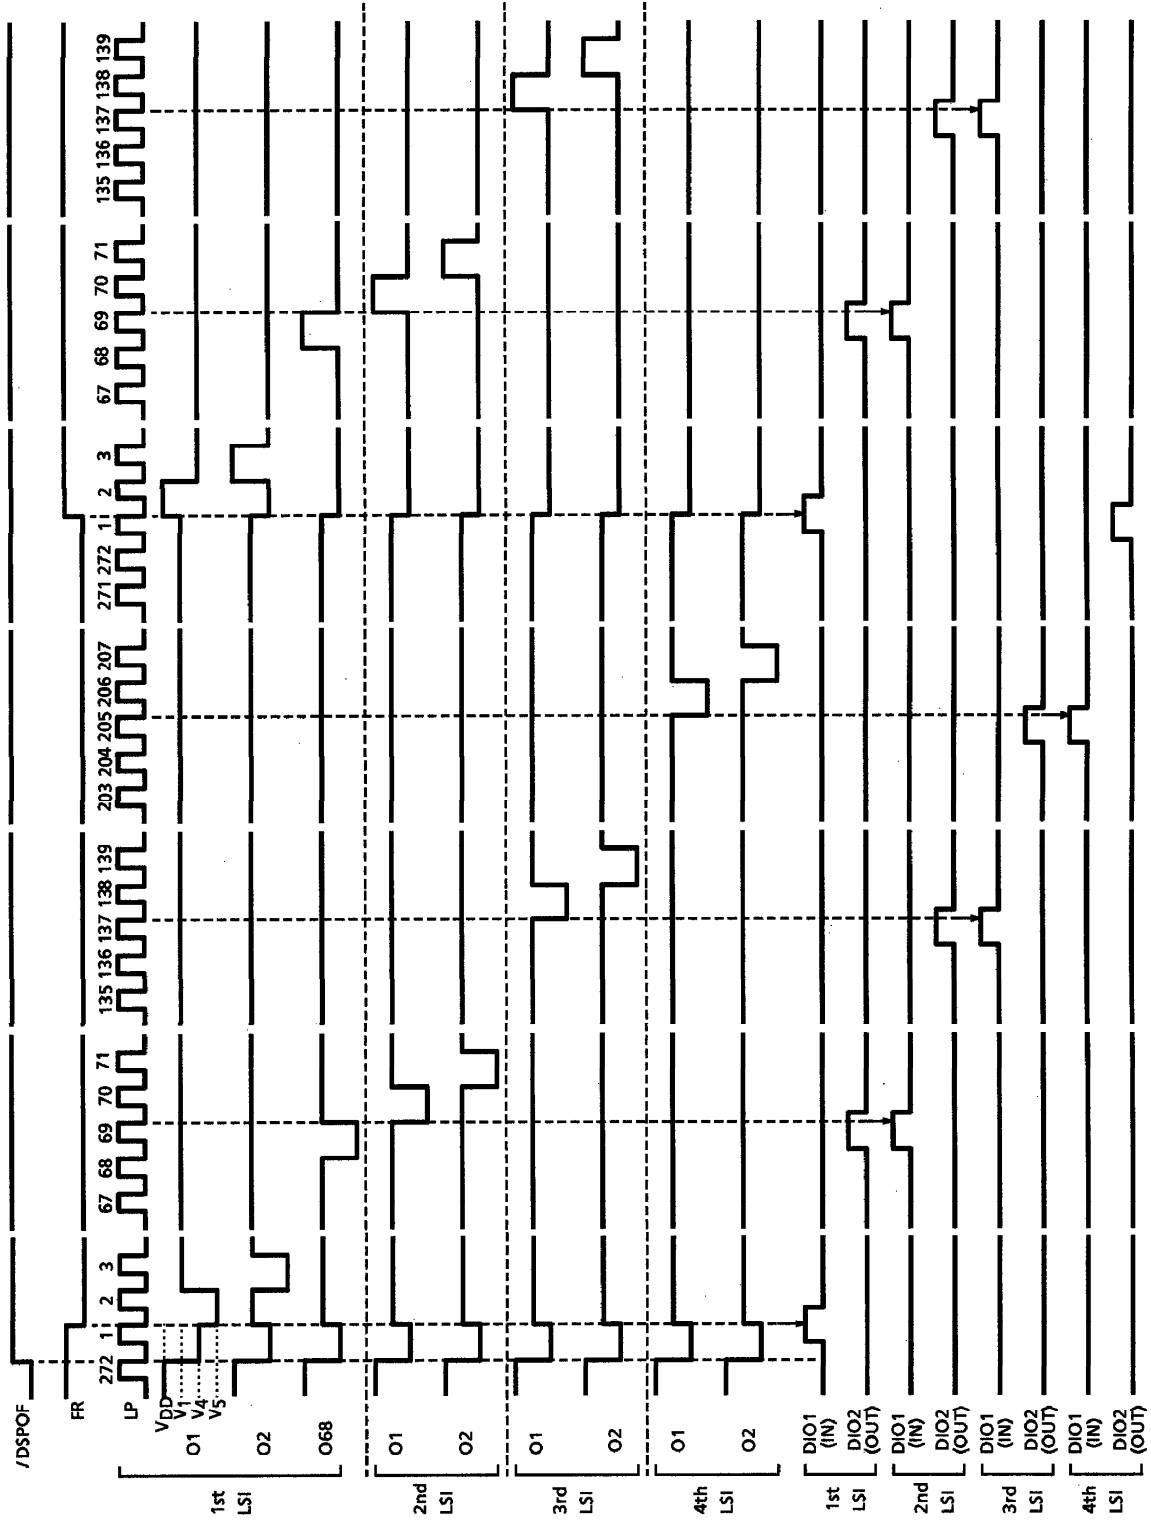 /DSPOF
FR
LP
272 1 2 3 67 68 69 70 71 135 136 137 138 139 203 204 205 206 207 271 272 1 2 3 67 68 69 70 71 135 136 137 138 139
VDD
V1
V4
V5
1st LSI
O1
O2
O68
2nd LSI
O1
O2
3rd LSI
O1
O2
4th LSI
O1
O2
1st LSI
DIO1 (IN)
DIO2 (OUT)
2nd LSI
DIO1 (IN)
DIO2 (OUT)
3rd LSI
DIO1 (IN)
DIO2 (OUT)
4th LSI
DIO1 (IN)
DIO2 (OUT)